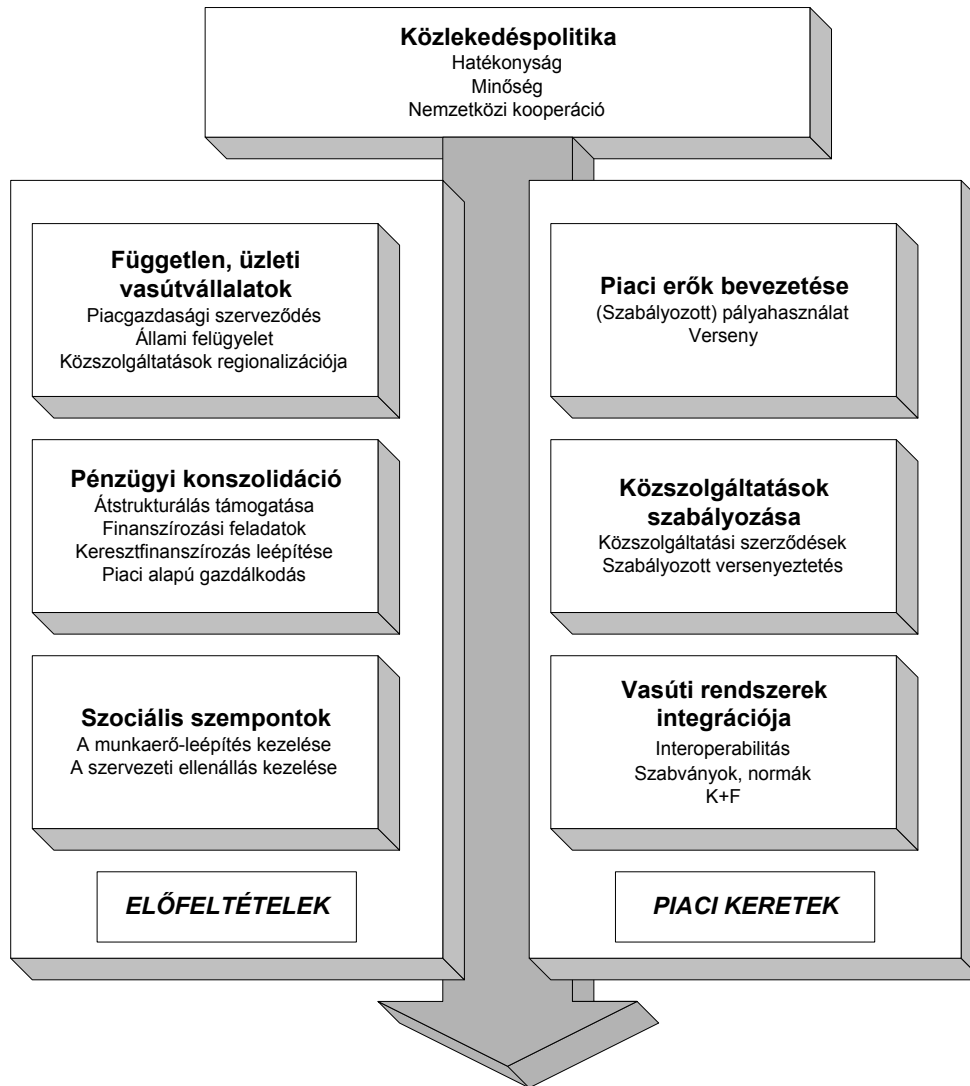 Közlekedéspolitika
Hatékonyság
Minőség
Nemzetközi kooperáció
Független, üzleti
vasútvállalatok
Piacgazdasági szerveződés
Állami felügyelet
Közszolgáltatások regionalizációja
Pénzügyi konszolidáció
Átstrukturálás támogatása
Finanszírozási feladatok
Keresztfinanszírozás leépítése
Piaci alapú gazdálkodás
Szociális szempontok
A munkaerő-leépítés kezelése
A szervezeti ellenállás kezelése
ELŐFELTÉTELEK
Piaci erők bevezetése
(Szabályozott) pályahasználat
Verseny
Közszolgáltatások
szabályozása
Közszolgáltatási szerződések
Szabályozott versenyeztetés
Vasúti rendszerek
integrációja
Interoperabilitás
Szabványok, normák
K+F
PIACI KERETEK